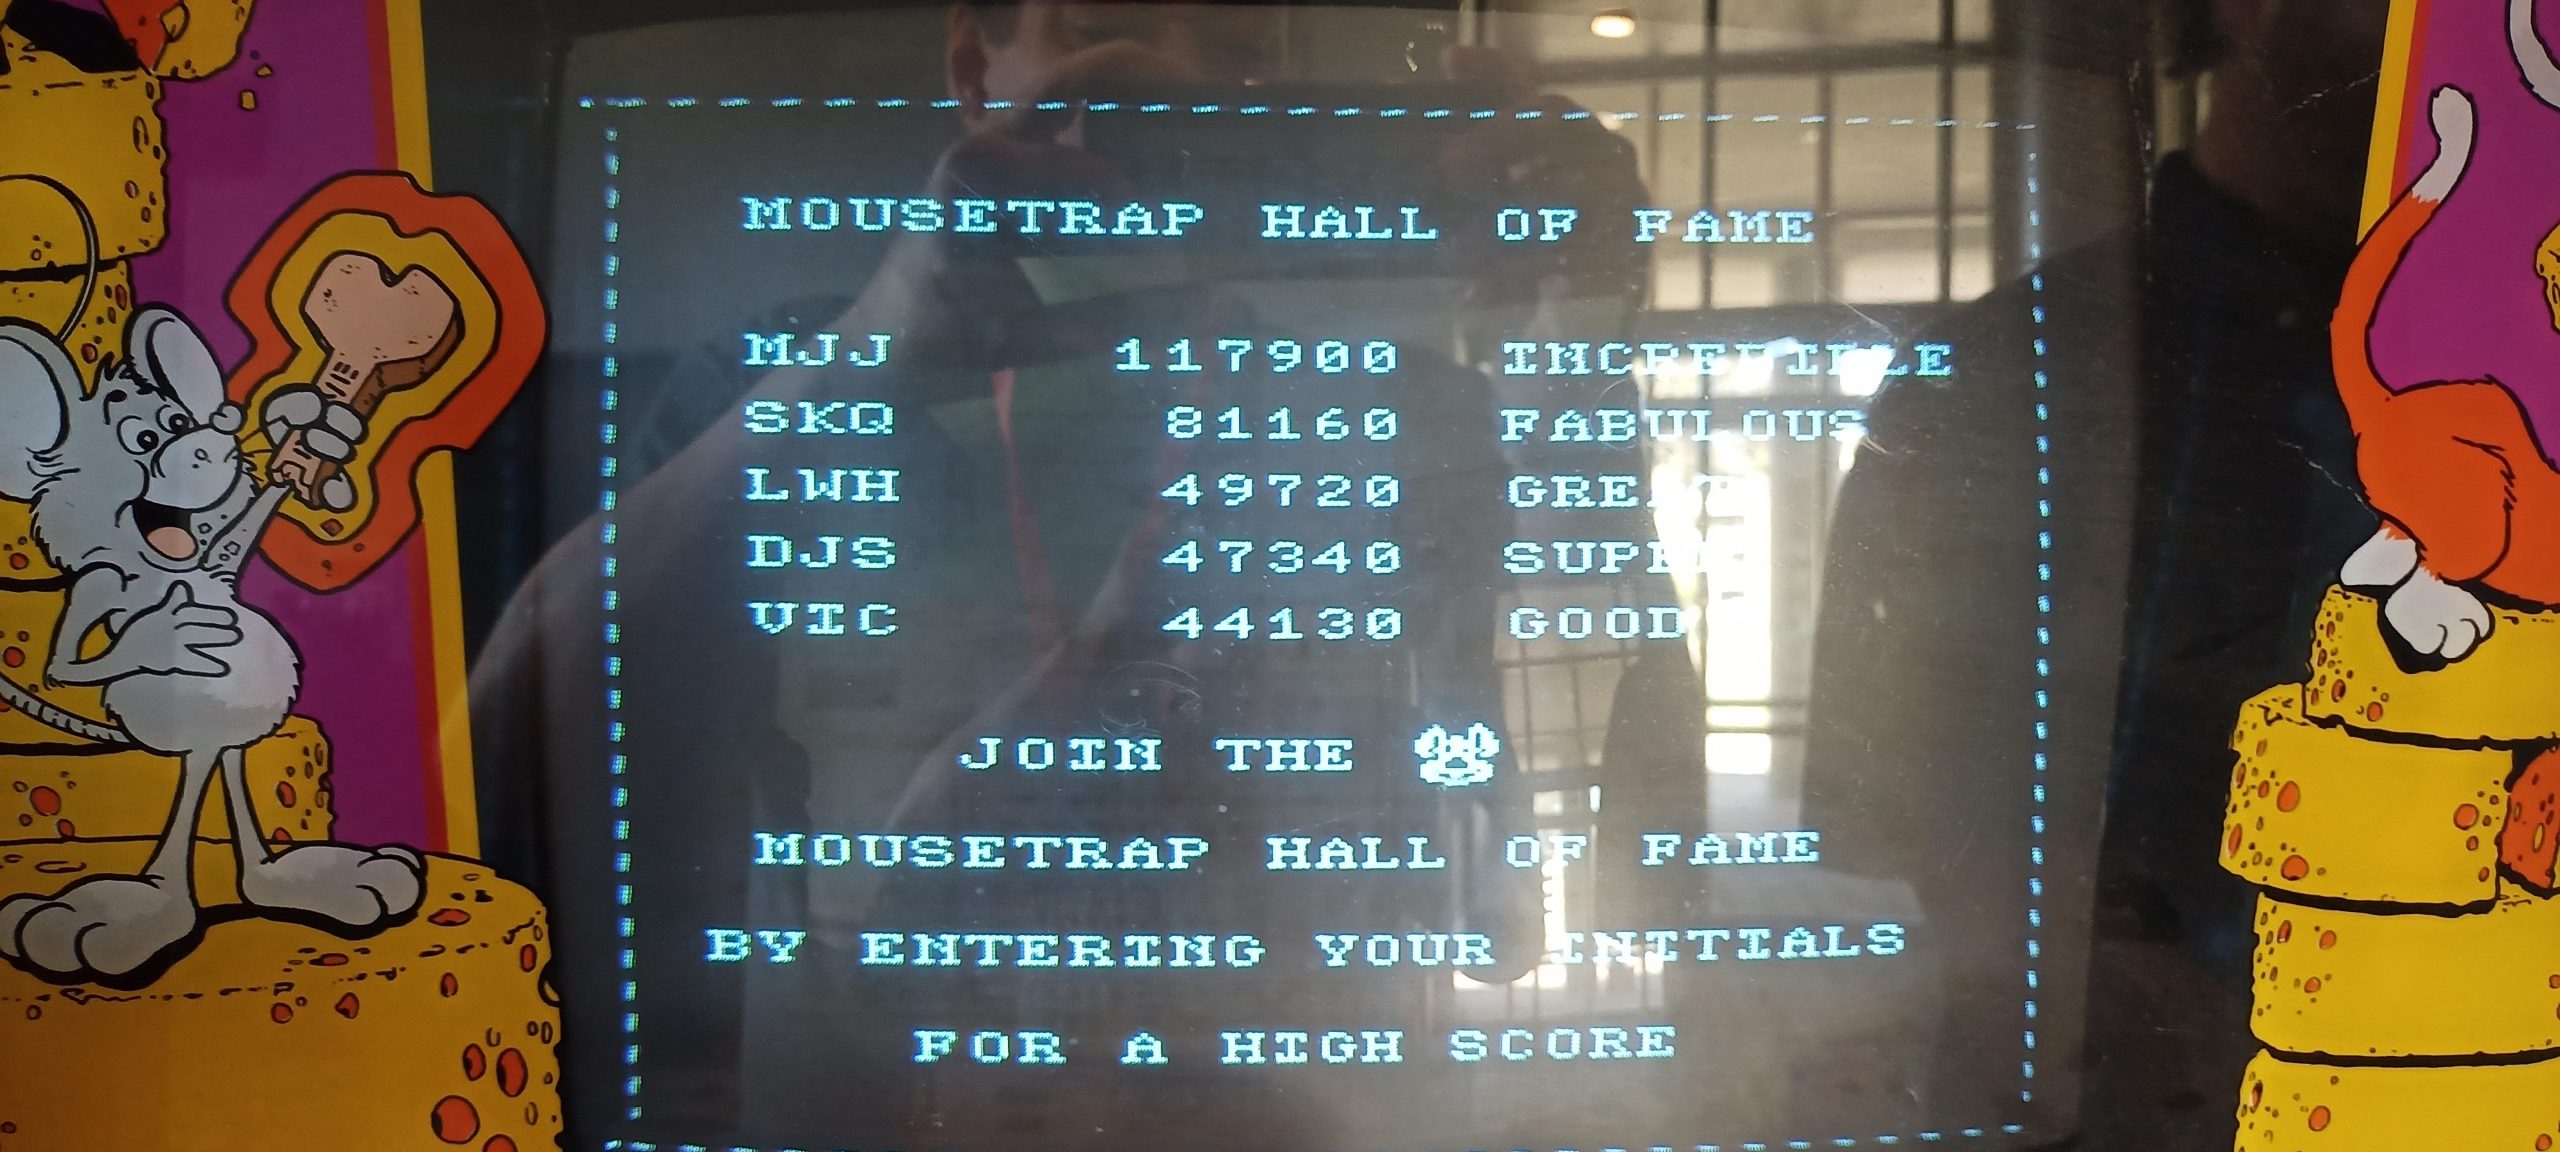 MOUSETRAP HALL OF FAME
MJJ 117900 INCREDIBLE
SKQ 81160 FABULOUS
LWH 49720 GREAT
DJS 47340 SUPER
VIC 44130 GOOD
JOIN THE
MOUSETRAP HALL OF FAME
BY ENTERING YOUR INITIALS
FOR A HIGH SCORE